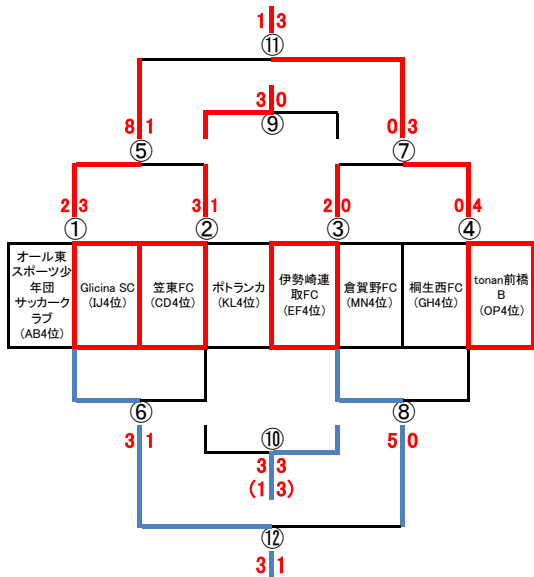 1 3
⑪
3 0
⑨
8 1
0 3
⑤
⑦
2 3
3 1
2 0
0 4
①
②
③
④
オール東
スポーツ少
年団
サッカーク
ラブ
（AB4位）
Glicina SC
（IJ4位）
笠東FC
（CD4位）
ボトランカ
（KL4位）
伊勢崎連
取FC
（EF4位）
倉賀野FC
（MN4位）
桐生西FC
（GH4位）
tonan前橋
B
（OP4位）
⑥
⑧
3 1
⑩
5 0
3 3
（1 3）
⑫
3 1